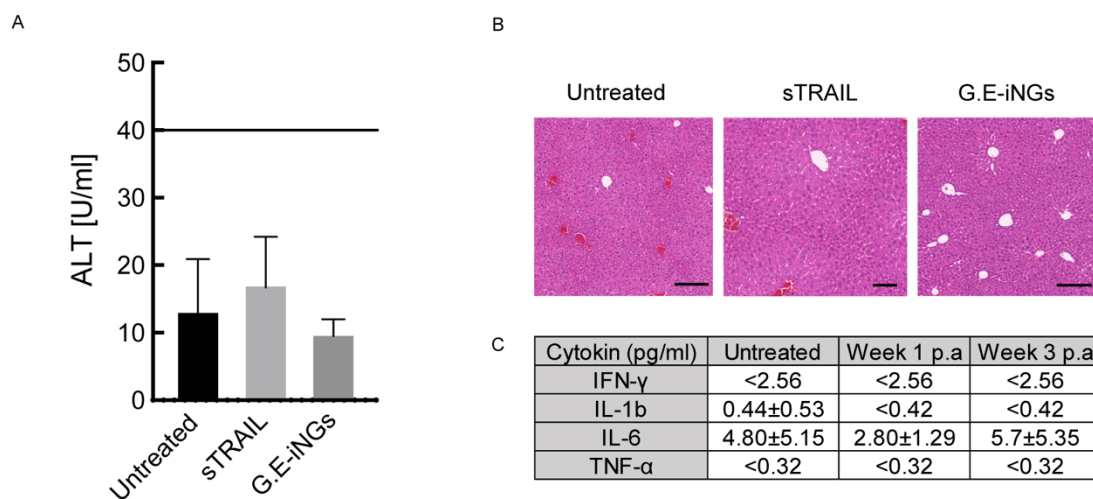 A
ALT [U/ml]
50
40
30
20
10
0
Untreated
sTRAIL
G.E-iNGs
B
Untreated sTRAIL G.E-iNGs
C
Cytokin (pg/ml) Untreated Week 1 p.a Week 3 p.a
IFN-γ <2.56 <2.56 <2.56
IL-1b 0.44±0.53 <0.42 <0.42
IL-6 4.80±5.15 2.80±1.29 5.7±5.35
TNF-α <0.32 <0.32 <0.32